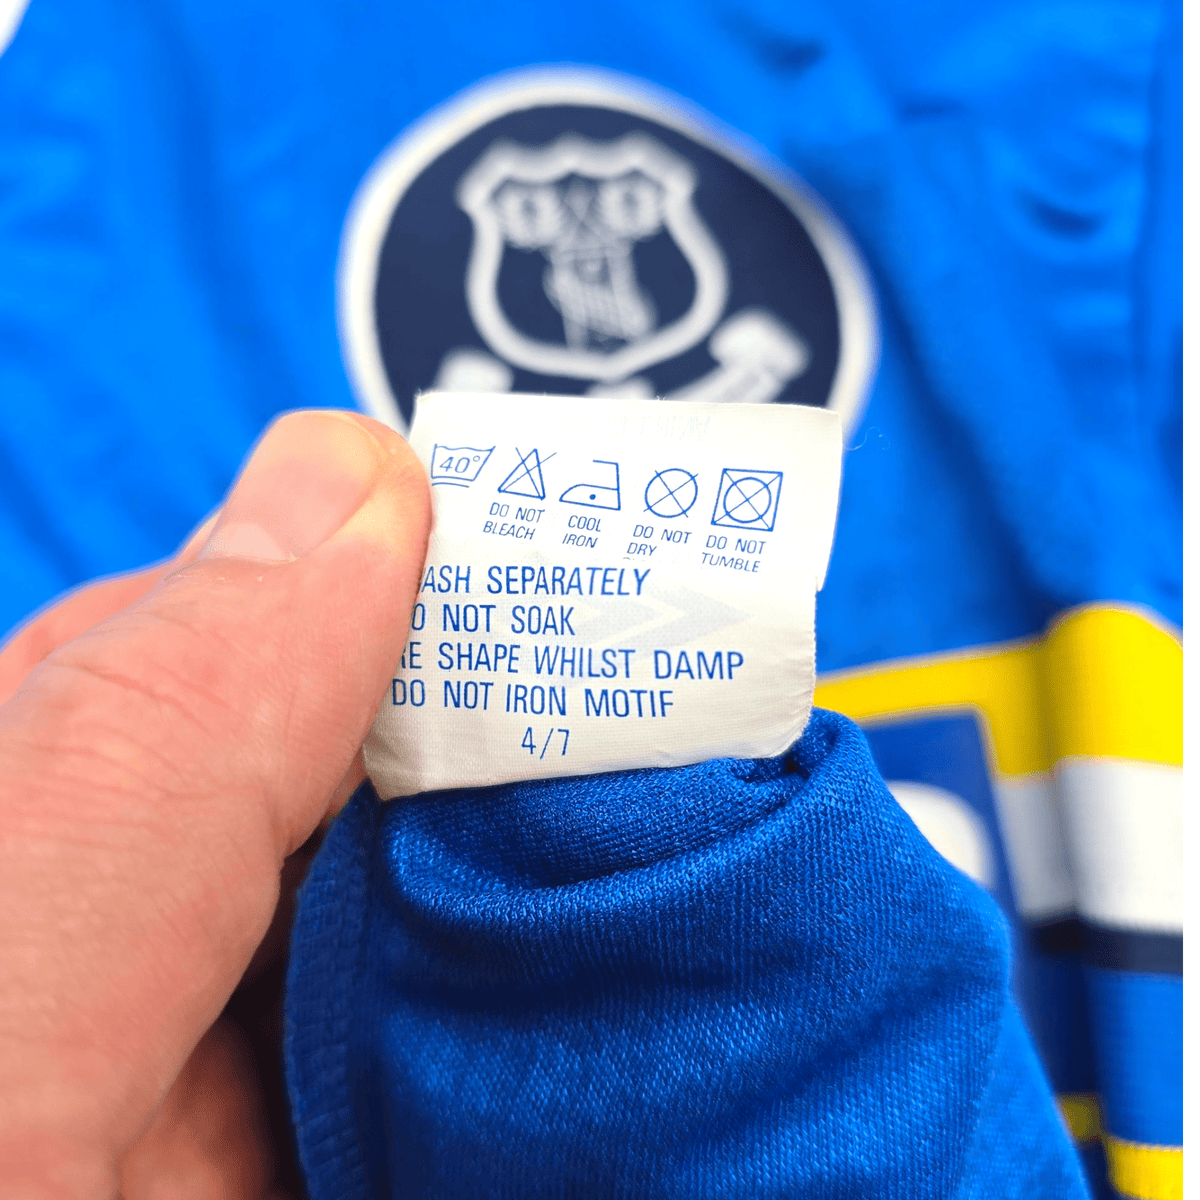 40°
DO NOT BLEACH
COOL IRON
DO NOT DRY
DO NOT TUMBLE
ASH SEPARATELY
O NOT SOAK
RE SHAPE WHILST DAMP
DO NOT IRON MOTIF
4/7